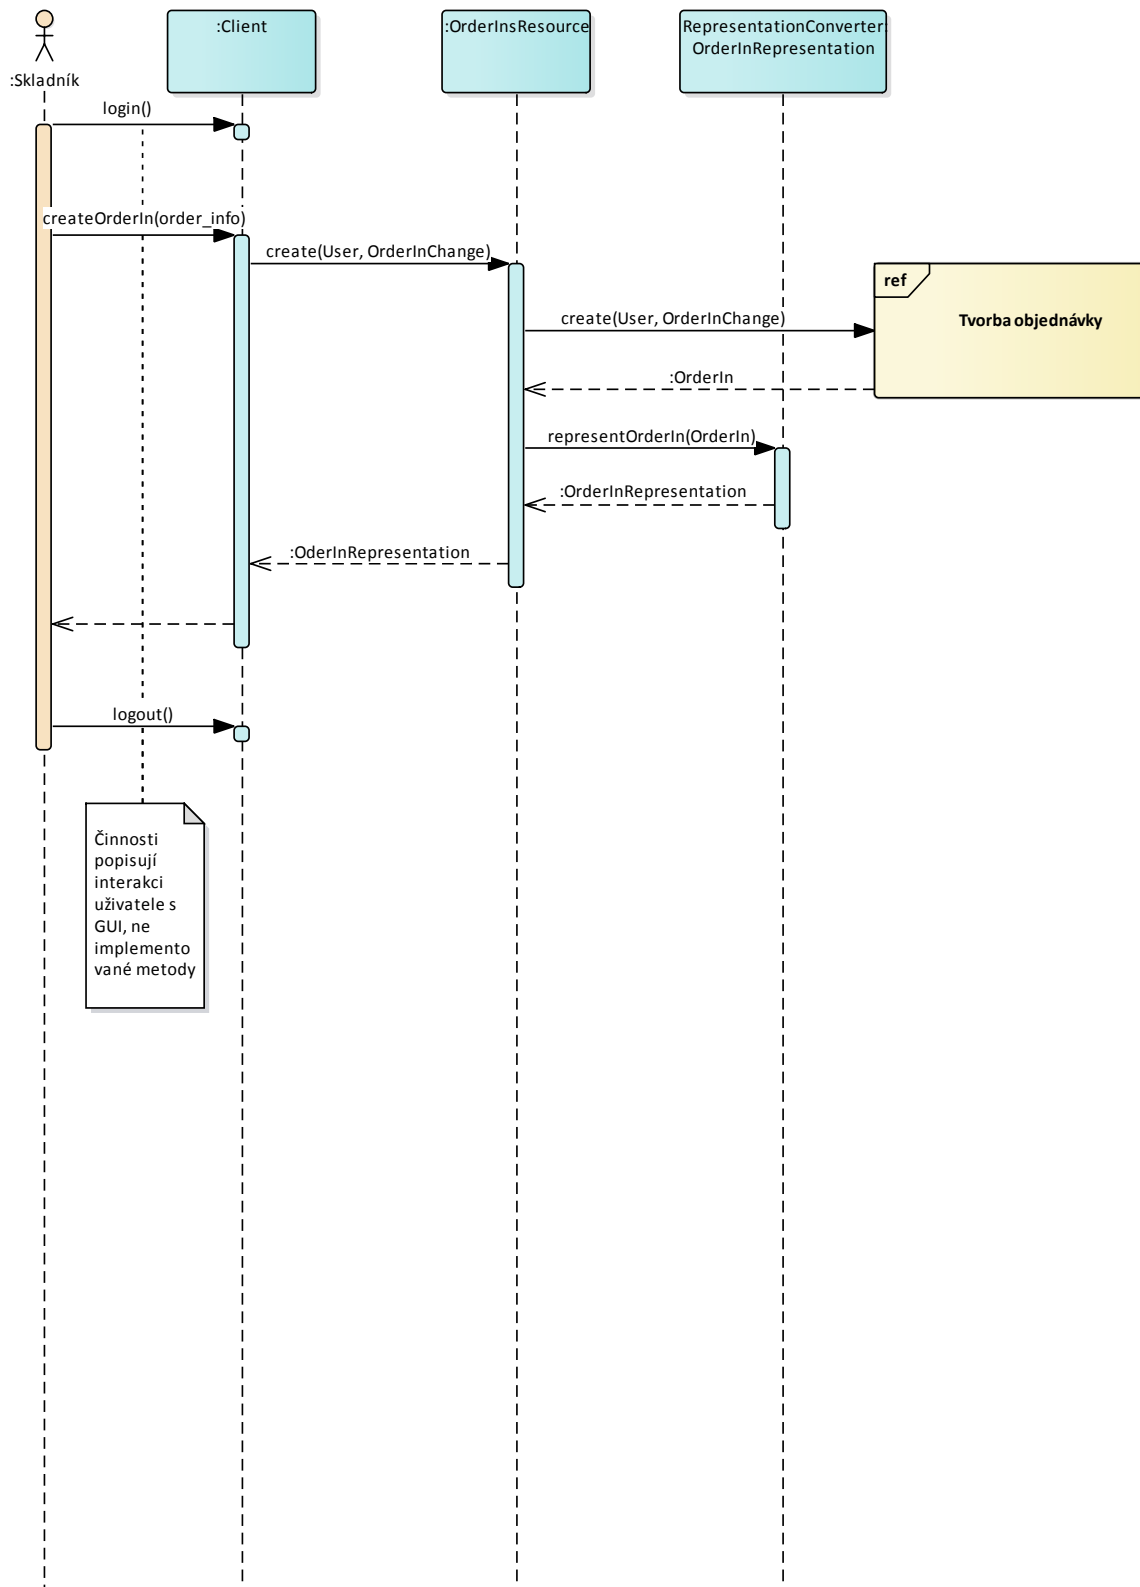 :Skladník
:Client
:OrderInsResource
RepresentationConverter:
OrderInRepresentation
login()
createOrderIn(order_info)
create(User, OrderInChange)
ref
Tvorba objednávky
create(User, OrderInChange)
:OrderIn
representOrderIn(OrderIn)
:OrderInRepresentation
:OderInRepresentation
logout()
Činnosti
popisují
interakci
uživatele s
GUI, ne
implemento
vané metody